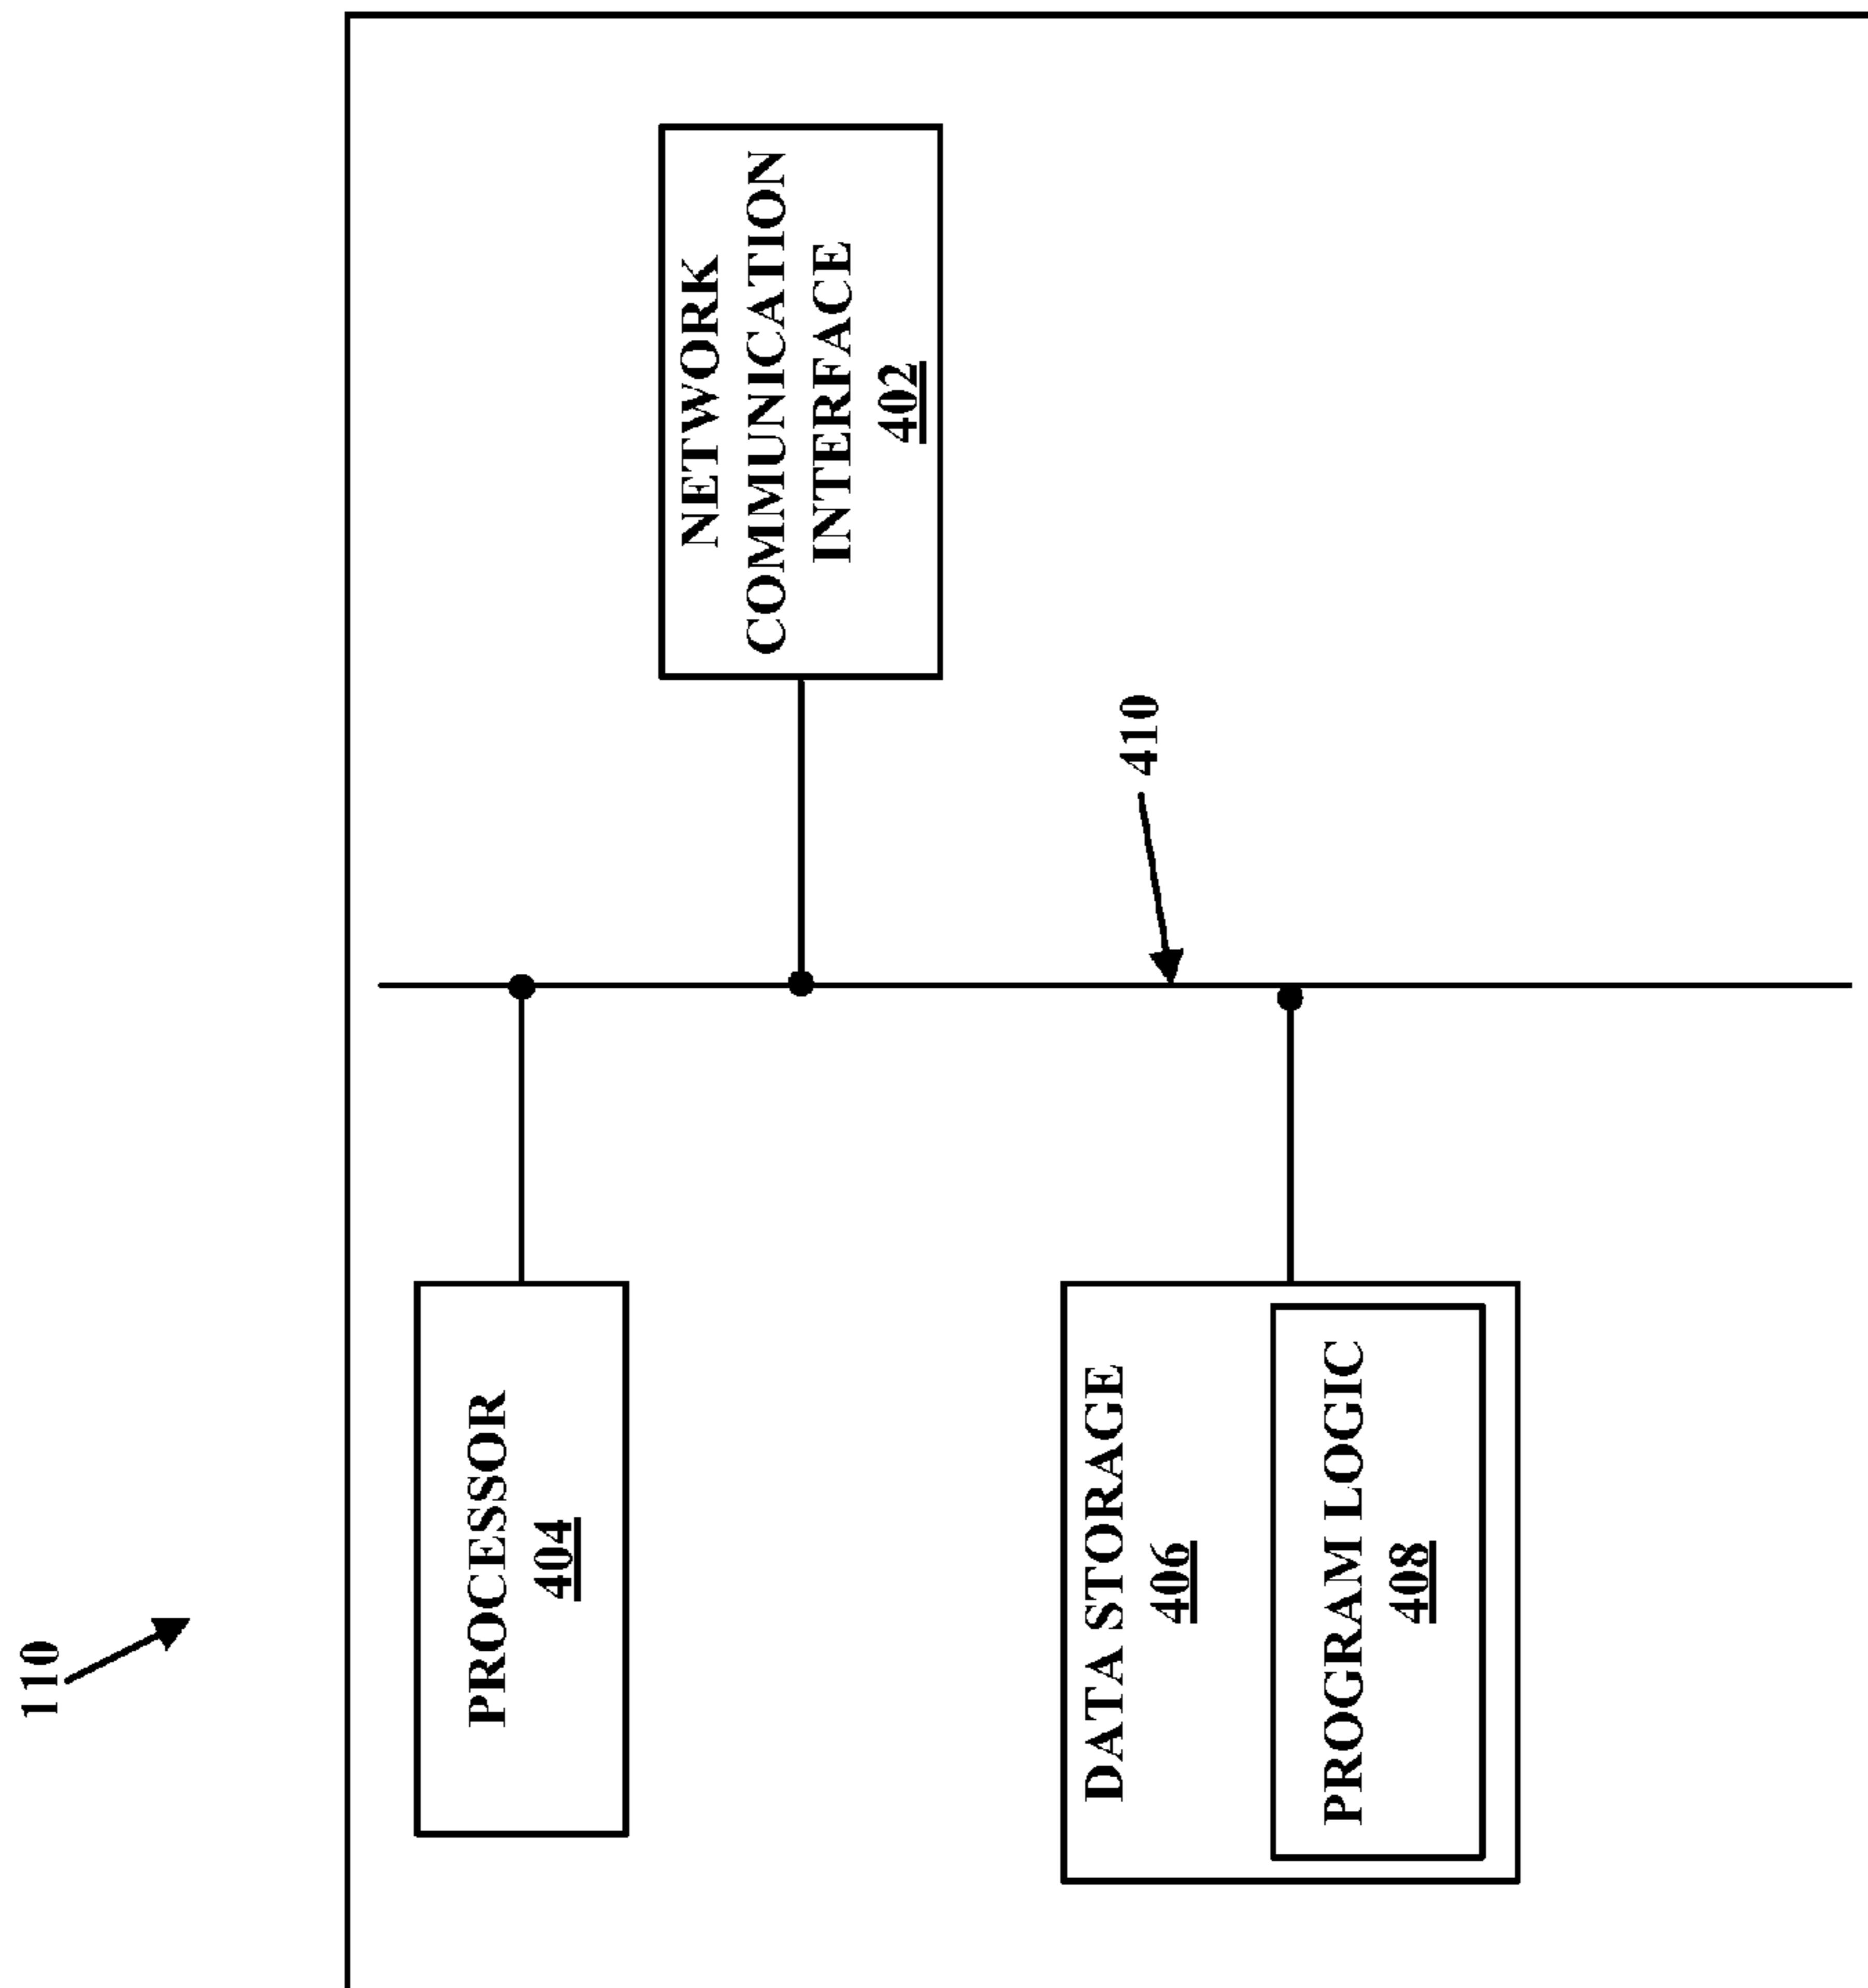 110
PROCESSOR
404
DATA STORAGE
406
PROGRAM LOGIC
408
NETWORK
COMMUNICATION
INTERFACE
402
410